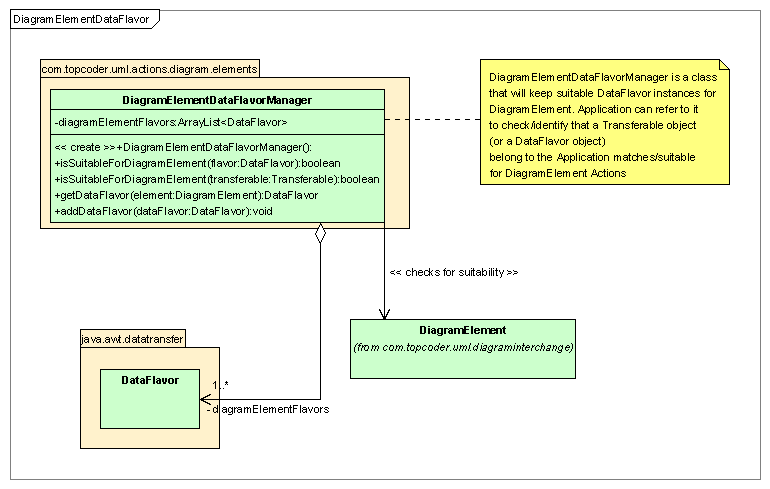 DiagramElementDataFlavor
com.topcoder.uml.actions.diagram.elements
DiagramElementDataFlavorManager
-diagramElementFlavors:ArrayList<DataFlavor>
<< create >>+DiagramElementDataFlavorManager():
+isSuitableForDiagramElement(flavor:DataFlavor):boolean
+isSuitableForDiagramElement(transferable:Transferable):boolean
+getDataFlavor(element:DiagramElement):DataFlavor
+addDataFlavor(dataFlavor:DataFlavor):void
DiagramElementDataFlavorManager is a class
that will keep suitable DataFlavor instances for
DiagramElement. Application can refer to it
to check/identify that a Transferable object
(or a DataFlavor object)
belong to the Application matches/suitable
for DiagramElement Actions
<< checks for suitability >>
DiagramElement
(from com.topcoder.uml.diagraminterchange)
java.awt.datatransfer
DataFlavor
1..*
-diagramElementFlavors